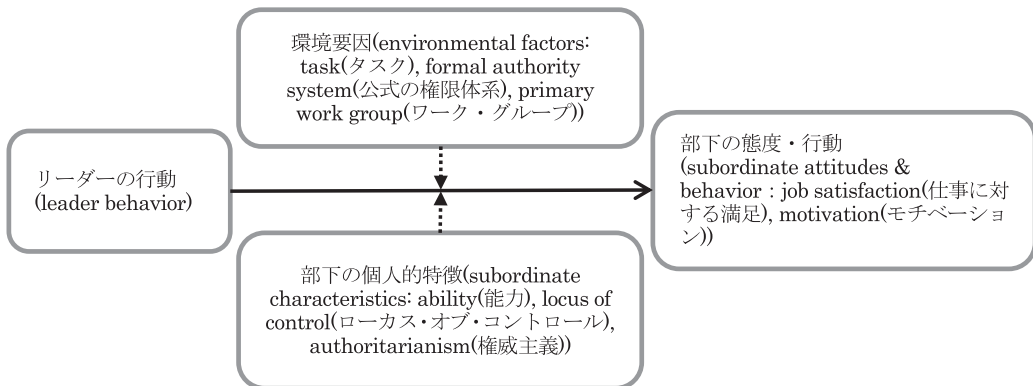 環境要因(environmental factors:
task(タスク), formal authority
system(公式の権限体系), primary
work group(ワーク・グループ))
リーダーの行動
(leader behavior)
部下の態度・行動
(subordinate attitudes &
behavior : job satisfaction(仕事に対
する満足), motivation(モチベーショ
ン))
部下の個人的特徴(subordinate
characteristics: ability(能力), locus of
control(ローカス・オブ・コントロール),
authoritarianism(権威主義))